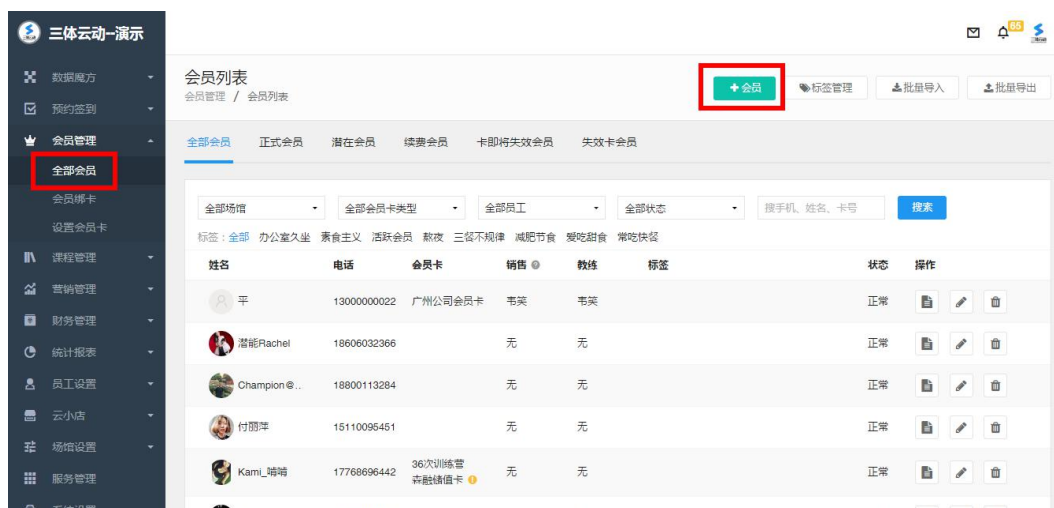 三体云动-演示
55
数据魔方
预约签到
会员管理
全部会员
会员绑卡
设置会员卡
课程管理
营销管理
财务管理
统计报表
员工设置
云小店
场馆设置
服务管理
会员列表
会员管理 / 会员列表
+会员 标签管理 批量导入 批量导出
全部会员 正式会员 潜在会员 续费会员 卡即将失效会员 失效卡会员
全部场馆 全部会员卡类型 全部员工 全部状态 搜手机、姓名、卡号 搜索
标签：全部 办公室久坐 素食主义 活跃会员 熬夜 三餐不规律 减肥节食 爱吃甜食 常吃快餐
姓名 电话 会员卡 销售 教练 标签 状态 操作
平 13000000022 广州公司会员卡 韦笑 韦笑 正常
潜能Rachel 18606032366 无 无 正常
Champion@.. 18800113284 无 无 正常
付丽萍 15110095451 无 无 正常
Kami_啃啃 17768696442 36次训练营 无 无 正常
森融储值卡